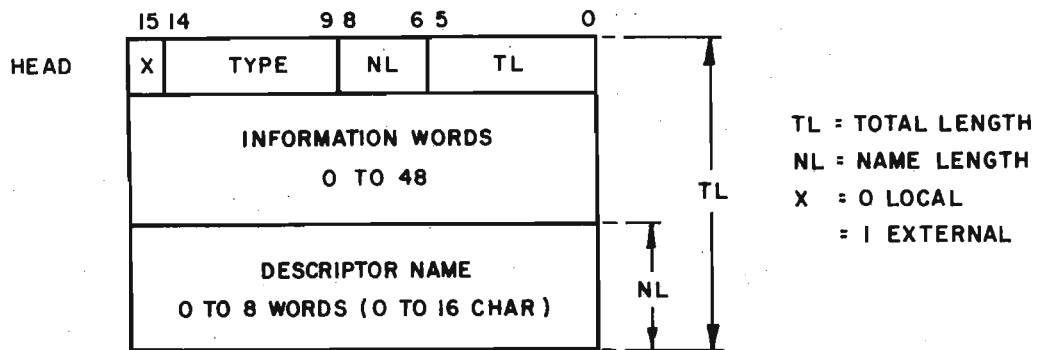 15 14 9 8 6 5 0
HEAD X TYPE NL TL
INFORMATION WORDS
0 TO 48
DESCRIPTOR NAME
0 TO 8 WORDS (0 TO 16 CHAR)
TL
NL
TL = TOTAL LENGTH
NL = NAME LENGTH
X = 0 LOCAL
= 1 EXTERNAL